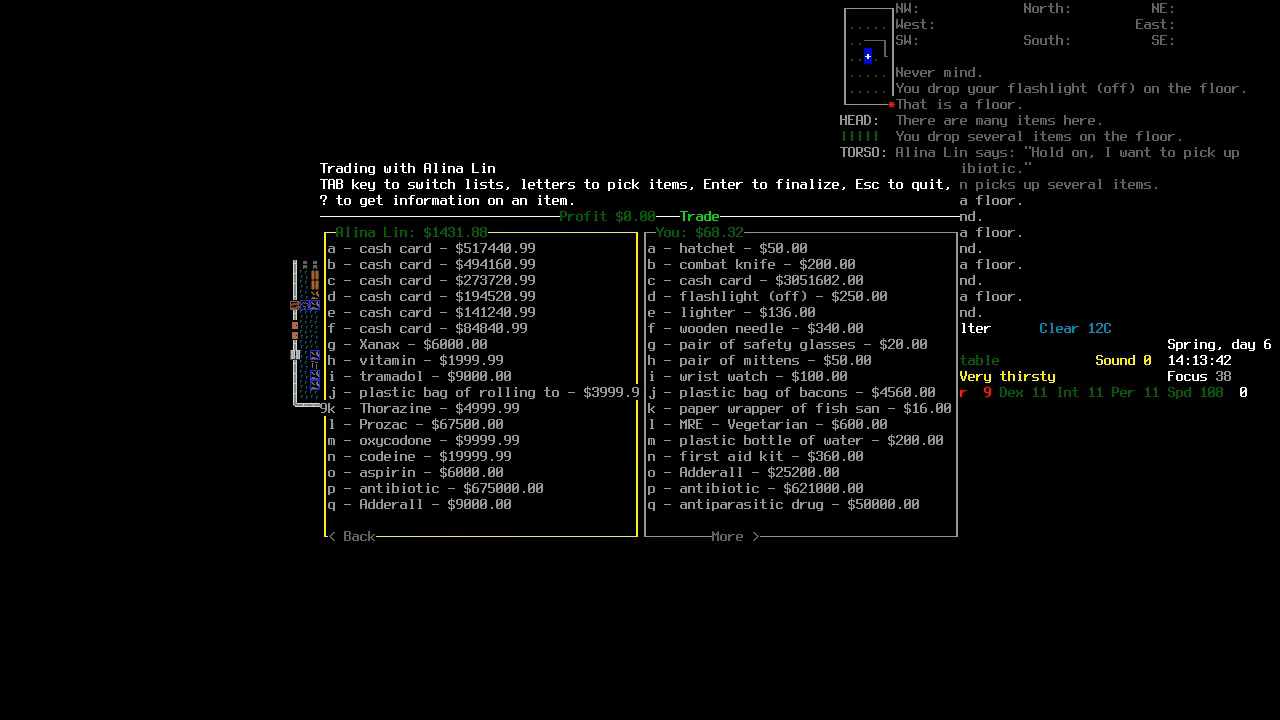 NW: North: NE:
West: East:
SW: South: SE:
Never mind.
You drop your flashlight (off) on the floor.
That is a floor.
HEAD: There are many items here.
||||| You drop several items on the floor.
TORSO: Alina Lin says: "Hold on, I want to pick up
ibiotic."
n picks up several items.
a floor.
nd.
a floor.
nd.
a floor.
nd.
a floor.
nd.
lter Clear 12C
Spring, day 6
table Sound 0 14:13:42
Very thirsty Focus 38
r 9 Dex 11 Int 11 Per 11 Spd 108 0
Trading with Alina Lin
TAB key to switch lists, letters to pick items, Enter to finalize, Esc to quit,
? to get information on an item.
Profit $0.00 Trade
Alina Lin: $1431.88
a - cash card - $517440.99
b - cash card - $494160.99
c - cash card - $273720.99
d - cash card - $194520.99
e - cash card - $141240.99
f - cash card - $84840.99
g - Xanax - $6000.00
h - vitamin - $1999.99
i - tramadol - $9000.00
j - plastic bag of rolling to - $3999.9
9k - Thorazine - $4999.99
l - Prozac - $67500.00
m - oxycodone - $9999.99
n - codeine - $19999.99
o - aspirin - $6000.00
p - antibiotic - $675000.00
q - Adderall - $9000.00
< Back
You: $68.32
a - hatchet - $50.00
b - combat knife - $200.00
c - cash card - $3051602.00
d - flashlight (off) - $250.00
e - lighter - $136.00
f - wooden needle - $340.00
g - pair of safety glasses - $20.00
h - pair of mittens - $50.00
i - wrist watch - $100.00
j - plastic bag of bacons - $4560.00
k - paper wrapper of fish san - $16.00
l - MRE - Vegetarian - $600.00
m - plastic bottle of water - $200.00
n - first aid kit - $360.00
o - Adderall - $25200.00
p - antibiotic - $621000.00
q - antiparasitic drug - $50000.00
More >